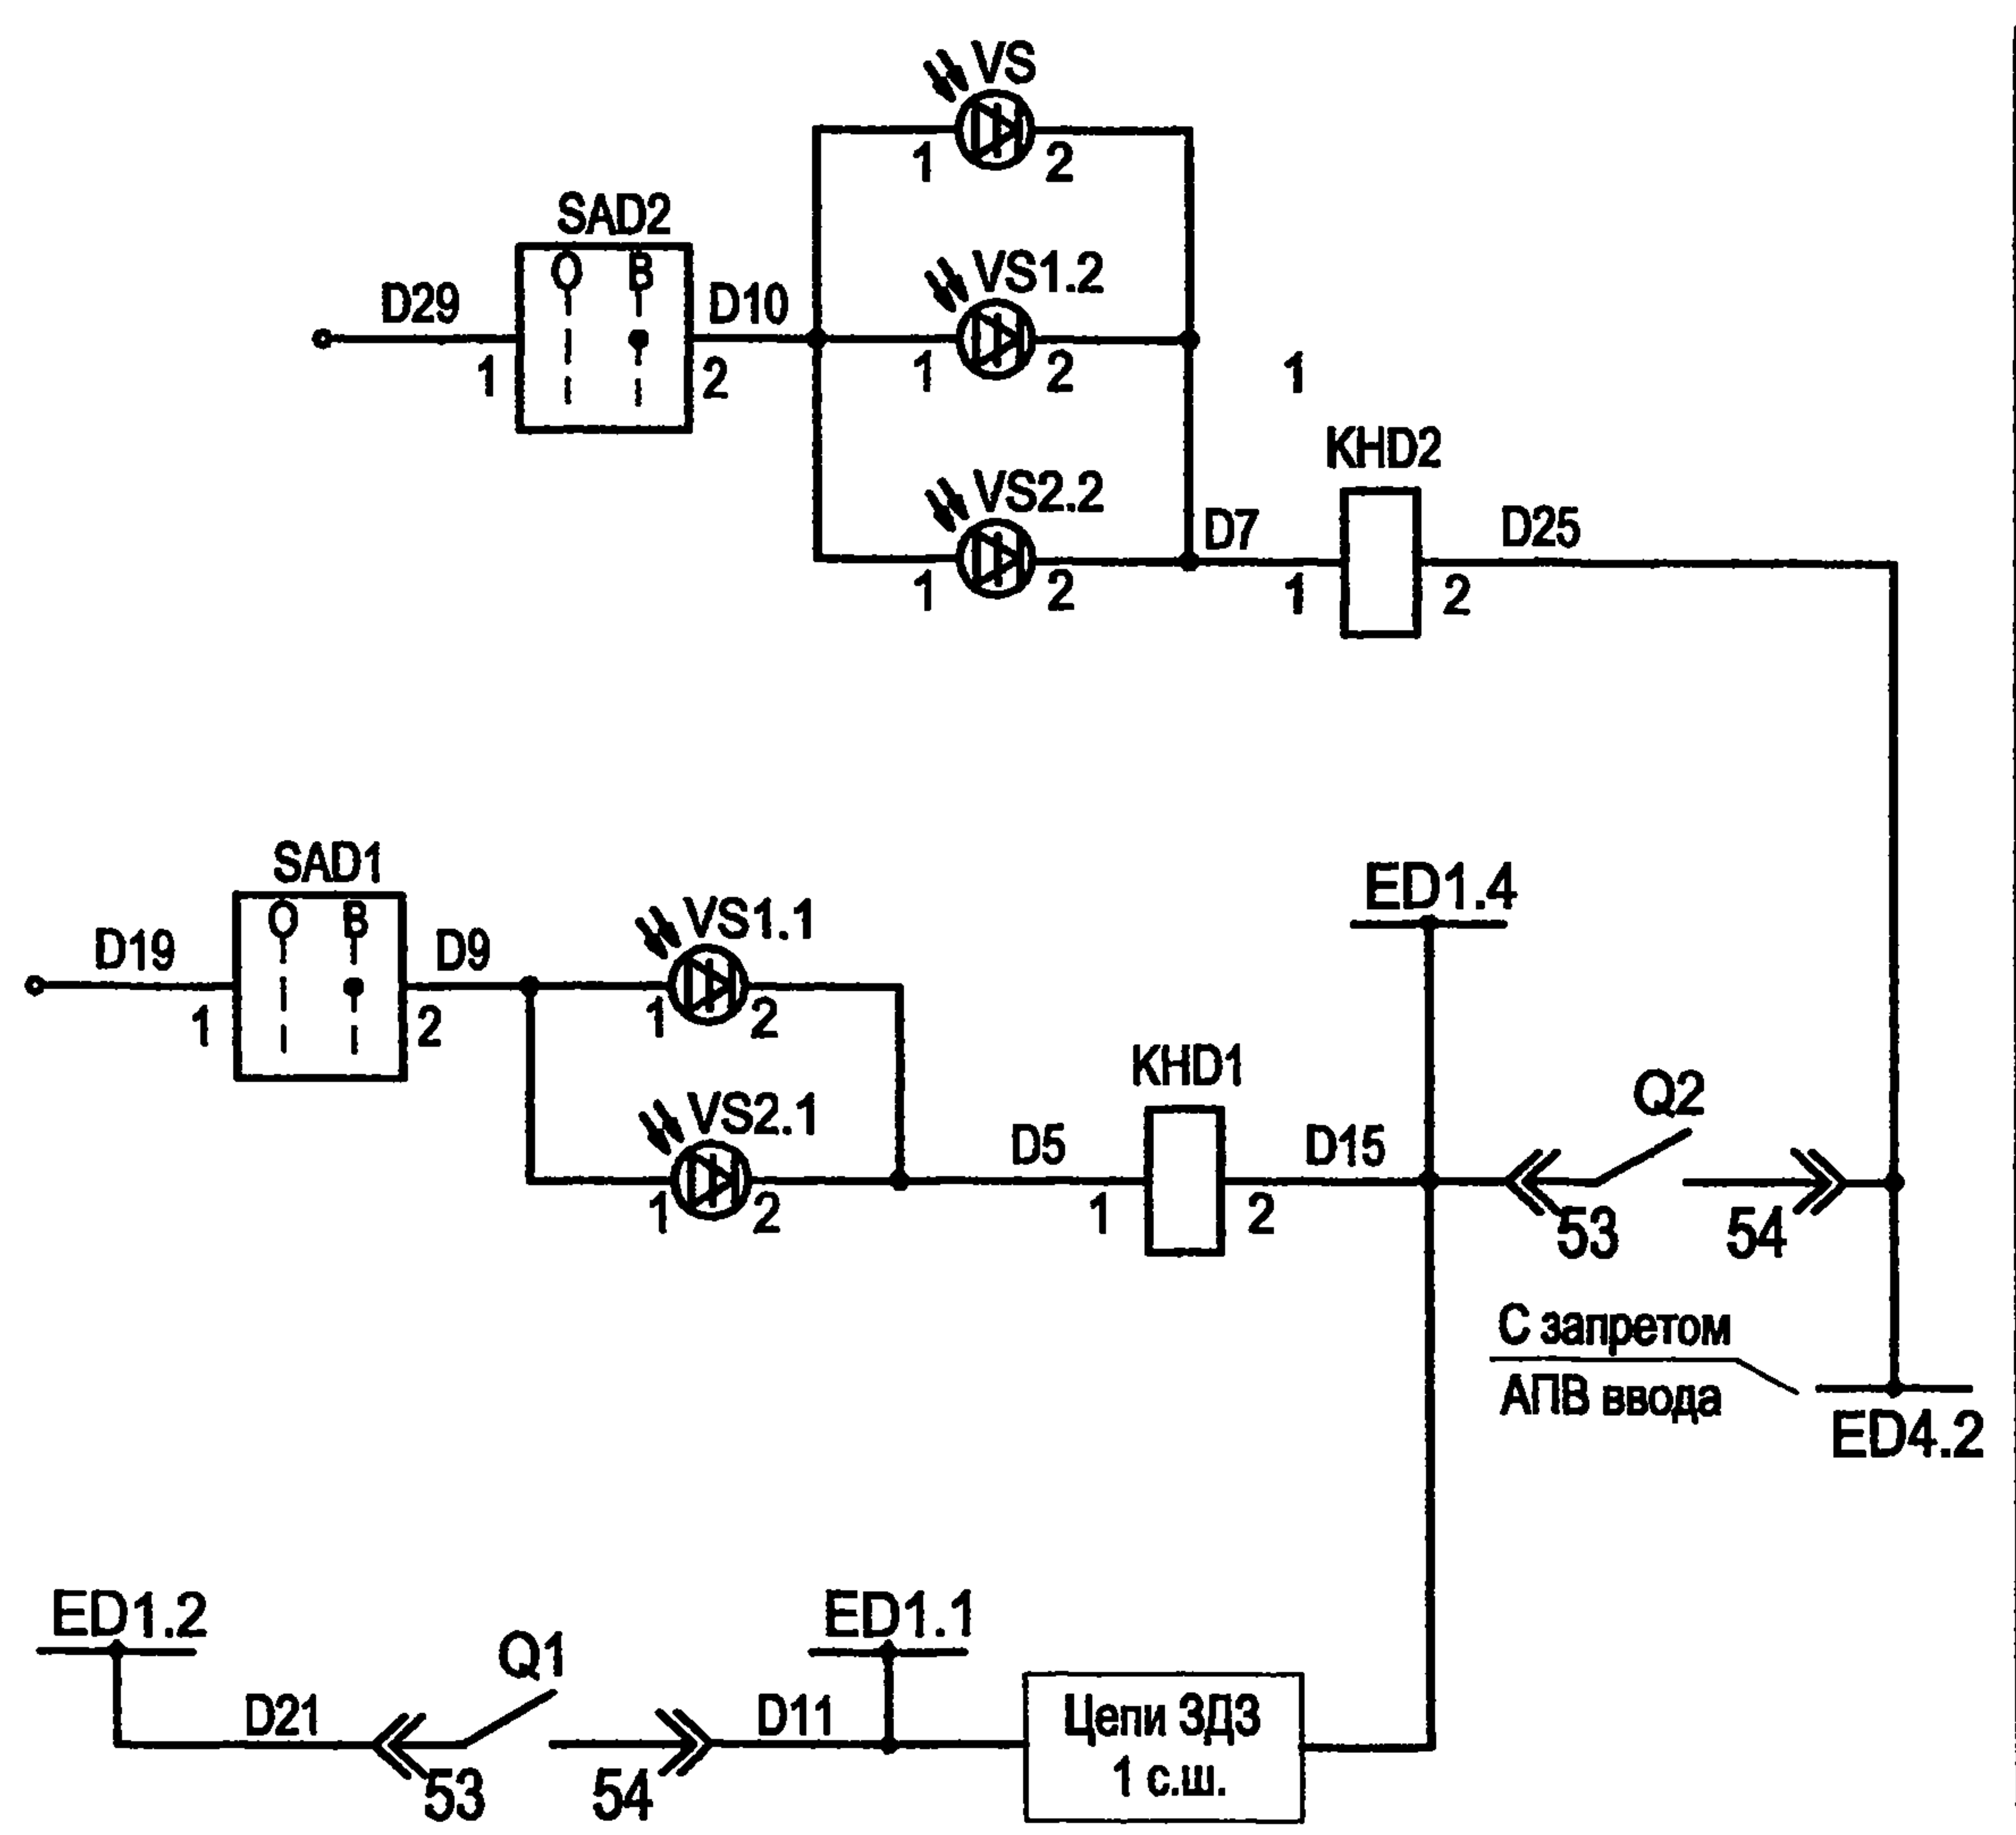 VS
1
2
SAD2
О В
D29
D10
1
2
VS1.2
1
2
1
VS2.2
1
2
D7
KHD2
1
2
D25
SAD1
О В
D19
D9
1
2
VS1.1
1
2
VS2.1
1
2
D5
KHD1
1
2
D15
ED1.4
Q2
53
54
С запретом
АПВ ввода
ED4.2
ED1.2
D21
Q1
53
54
D11
ED1.1
Цепи ЗДЗ
1 с.ш.